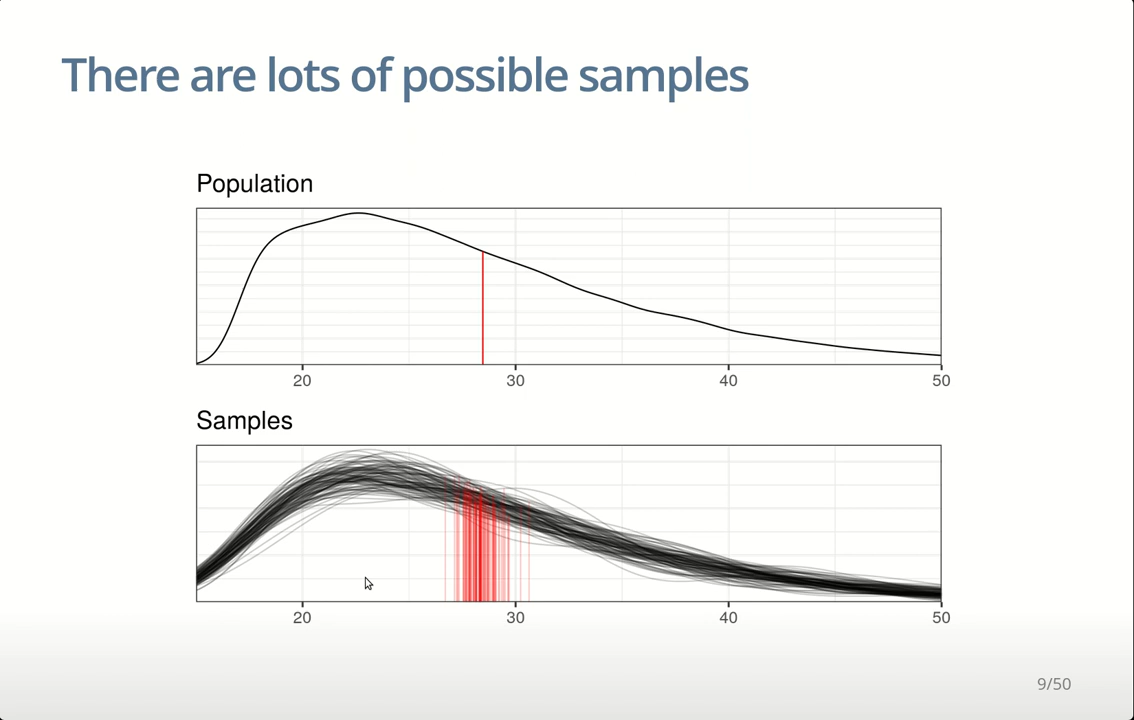 There are lots of possible samples
Population
20 30 40 50
Samples
20 30 40 50
9/50